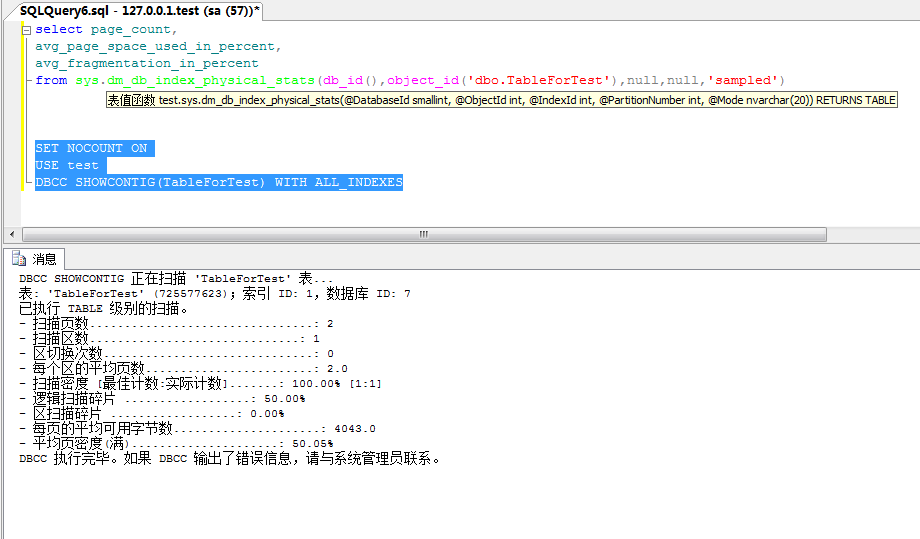 SQLQuery6.sql - 127.0.0.1.test (sa (57))*
select page_count,
avg_page_space_used_in_percent,
avg_fragmentation_in_percent
from sys.dm_db_index_physical_stats(db_id(),object_id('dbo.TableForTest'),null,null,'sampled')
表值函数 test.sys.dm_db_index_physical_stats(@DatabaseId smallint, @ObjectId int, @IndexId int, @PartitionNumber int, @Mode nvarchar(20)) RETURNS TABLE
SET NOCOUNT ON
USE test
DBCC SHOWCONTIG(TableForTest) WITH ALL_INDEXES
消息
DBCC SHOWCONTIG 正在扫描 'TableForTest' 表...
表: 'TableForTest' (725577623)；索引 ID: 1，数据库 ID: 7
已执行 TABLE 级别的扫描。
- 扫描页数................................: 2
- 扫描区数..............................: 1
- 区切换次数..............................: 0
- 每个区的平均页数........................: 2.0
- 扫描密度 [最佳计数:实际计数].......: 100.00% [1:1]
- 逻辑扫描碎片 ..................: 50.00%
- 区扫描碎片 ..................: 0.00%
- 每页的平均可用字节数.....................: 4043.0
- 平均页密度(满).....................: 50.05%
DBCC 执行完毕。如果 DBCC 输出了错误信息，请与系统管理员联系。